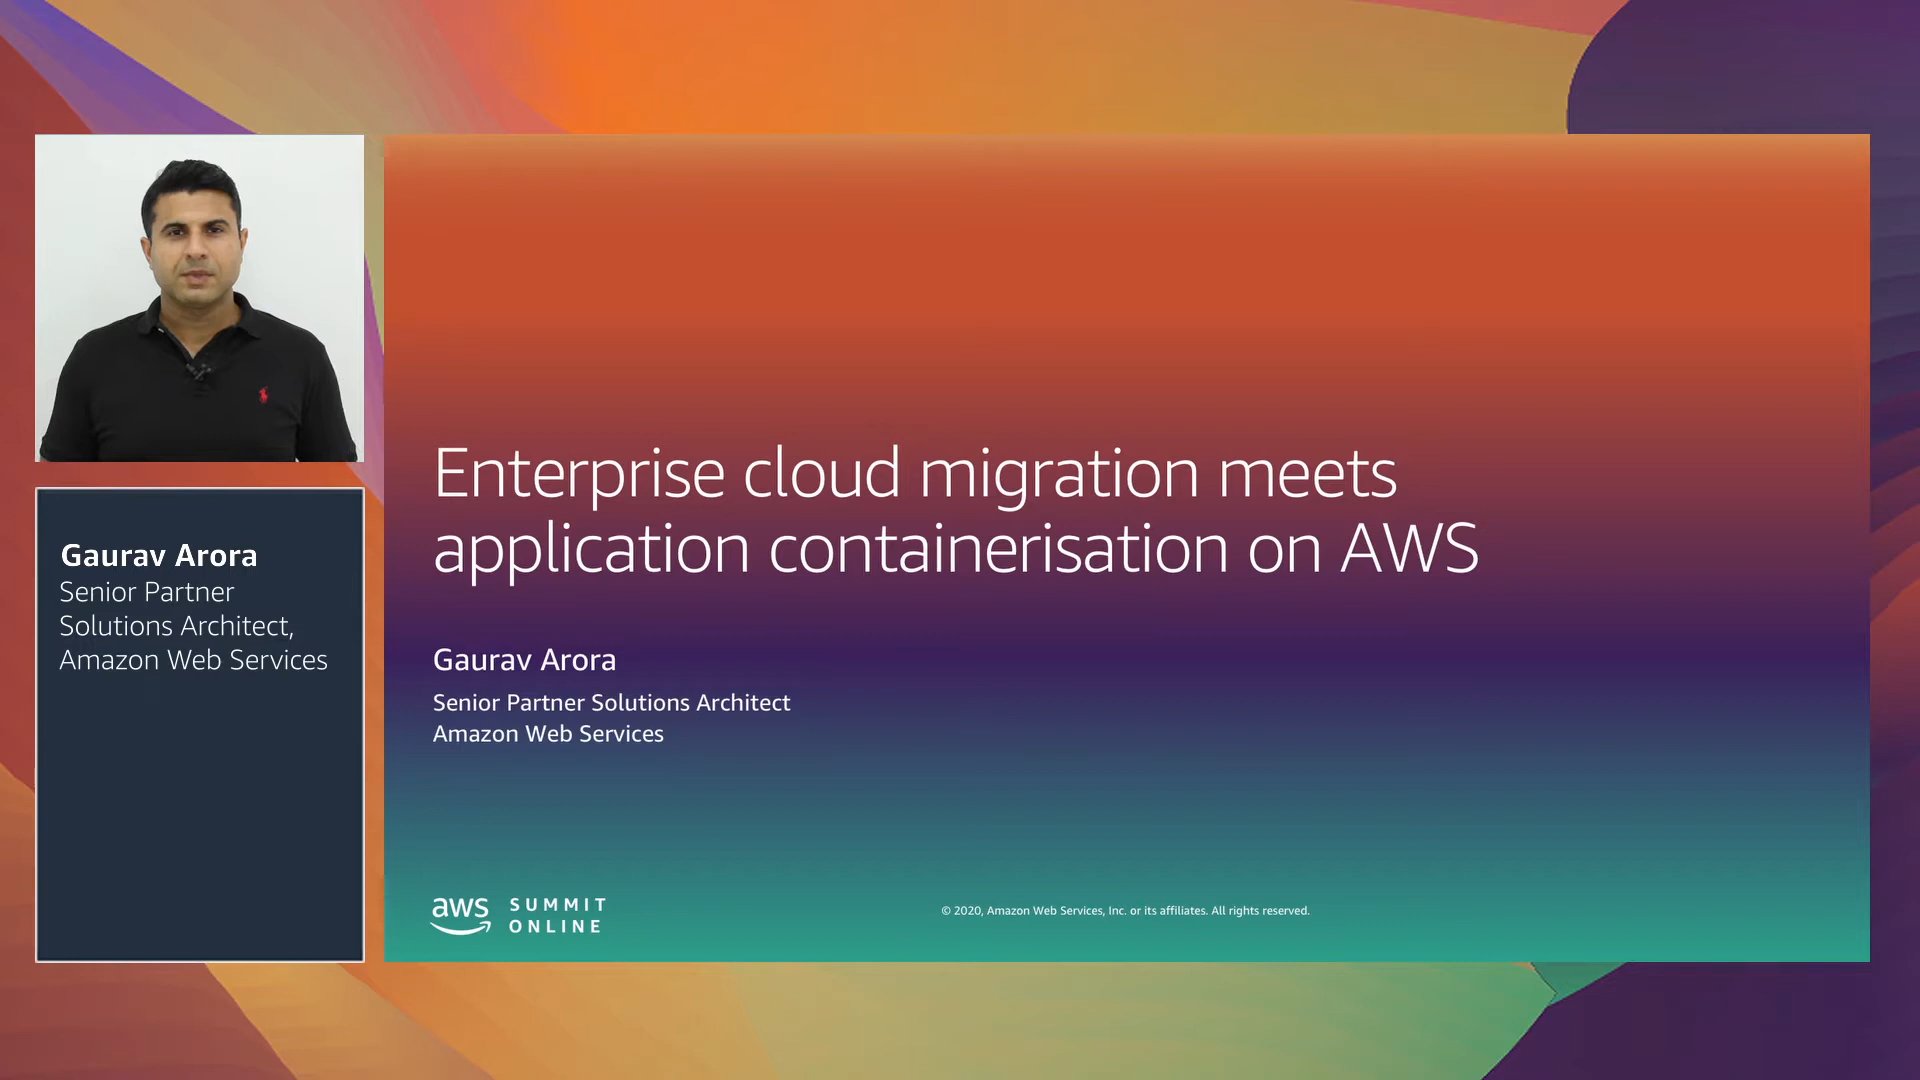 Gaurav Arora
Senior Partner
Solutions Architect,
Amazon Web Services
Enterprise cloud migration meets
application containerisation on AWS
Gaurav Arora
Senior Partner Solutions Architect
Amazon Web Services
aws SUMMIT
ONLINE
© 2020, Amazon Web Services, Inc. or its affiliates. All rights reserved.